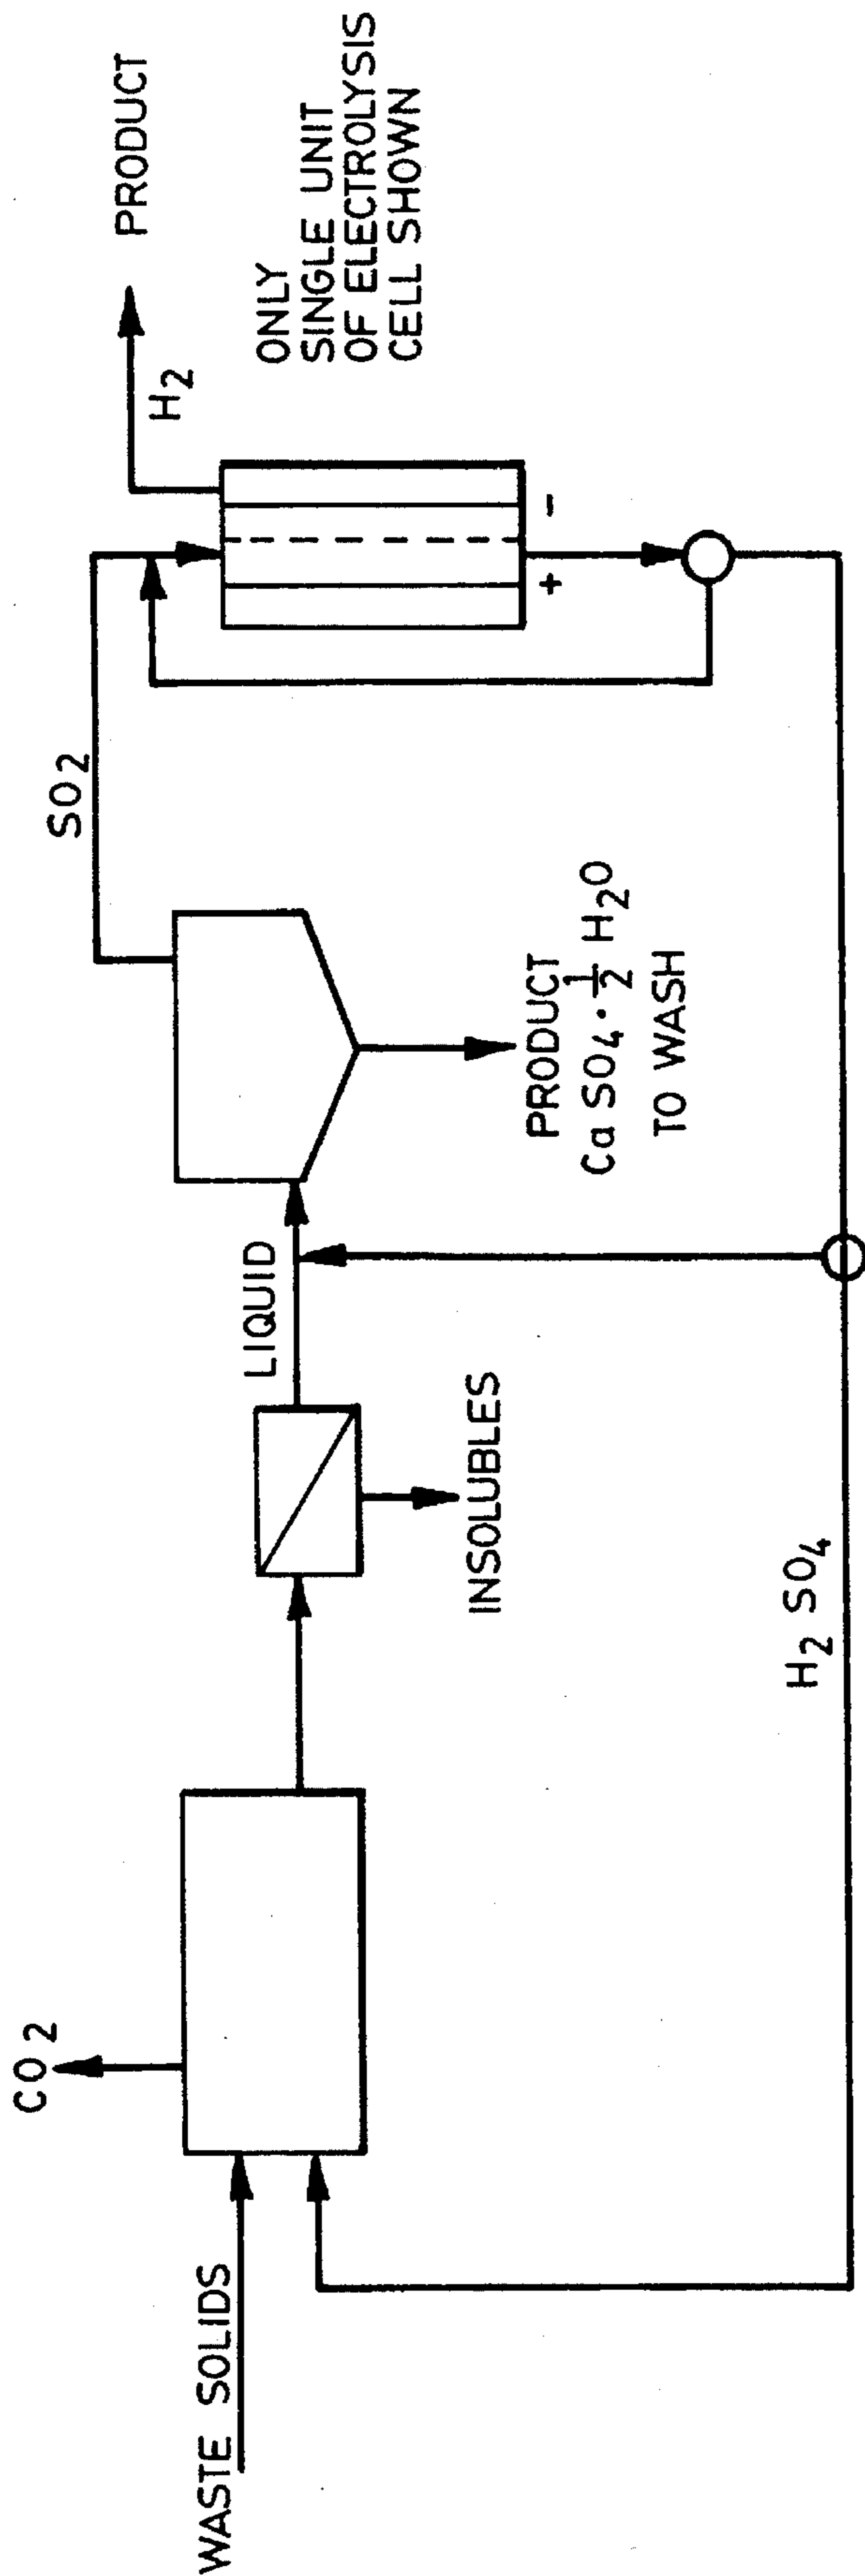 WASTE SOLIDS
CO2
INSOLUBLES
LIQUID
PRODUCT
Ca SO4 · 1/2 H2O
TO WASH
SO2
H2
PRODUCT
ONLY
SINGLE UNIT
OF ELECTROLYSIS
CELL SHOWN
+
-
H2 SO4